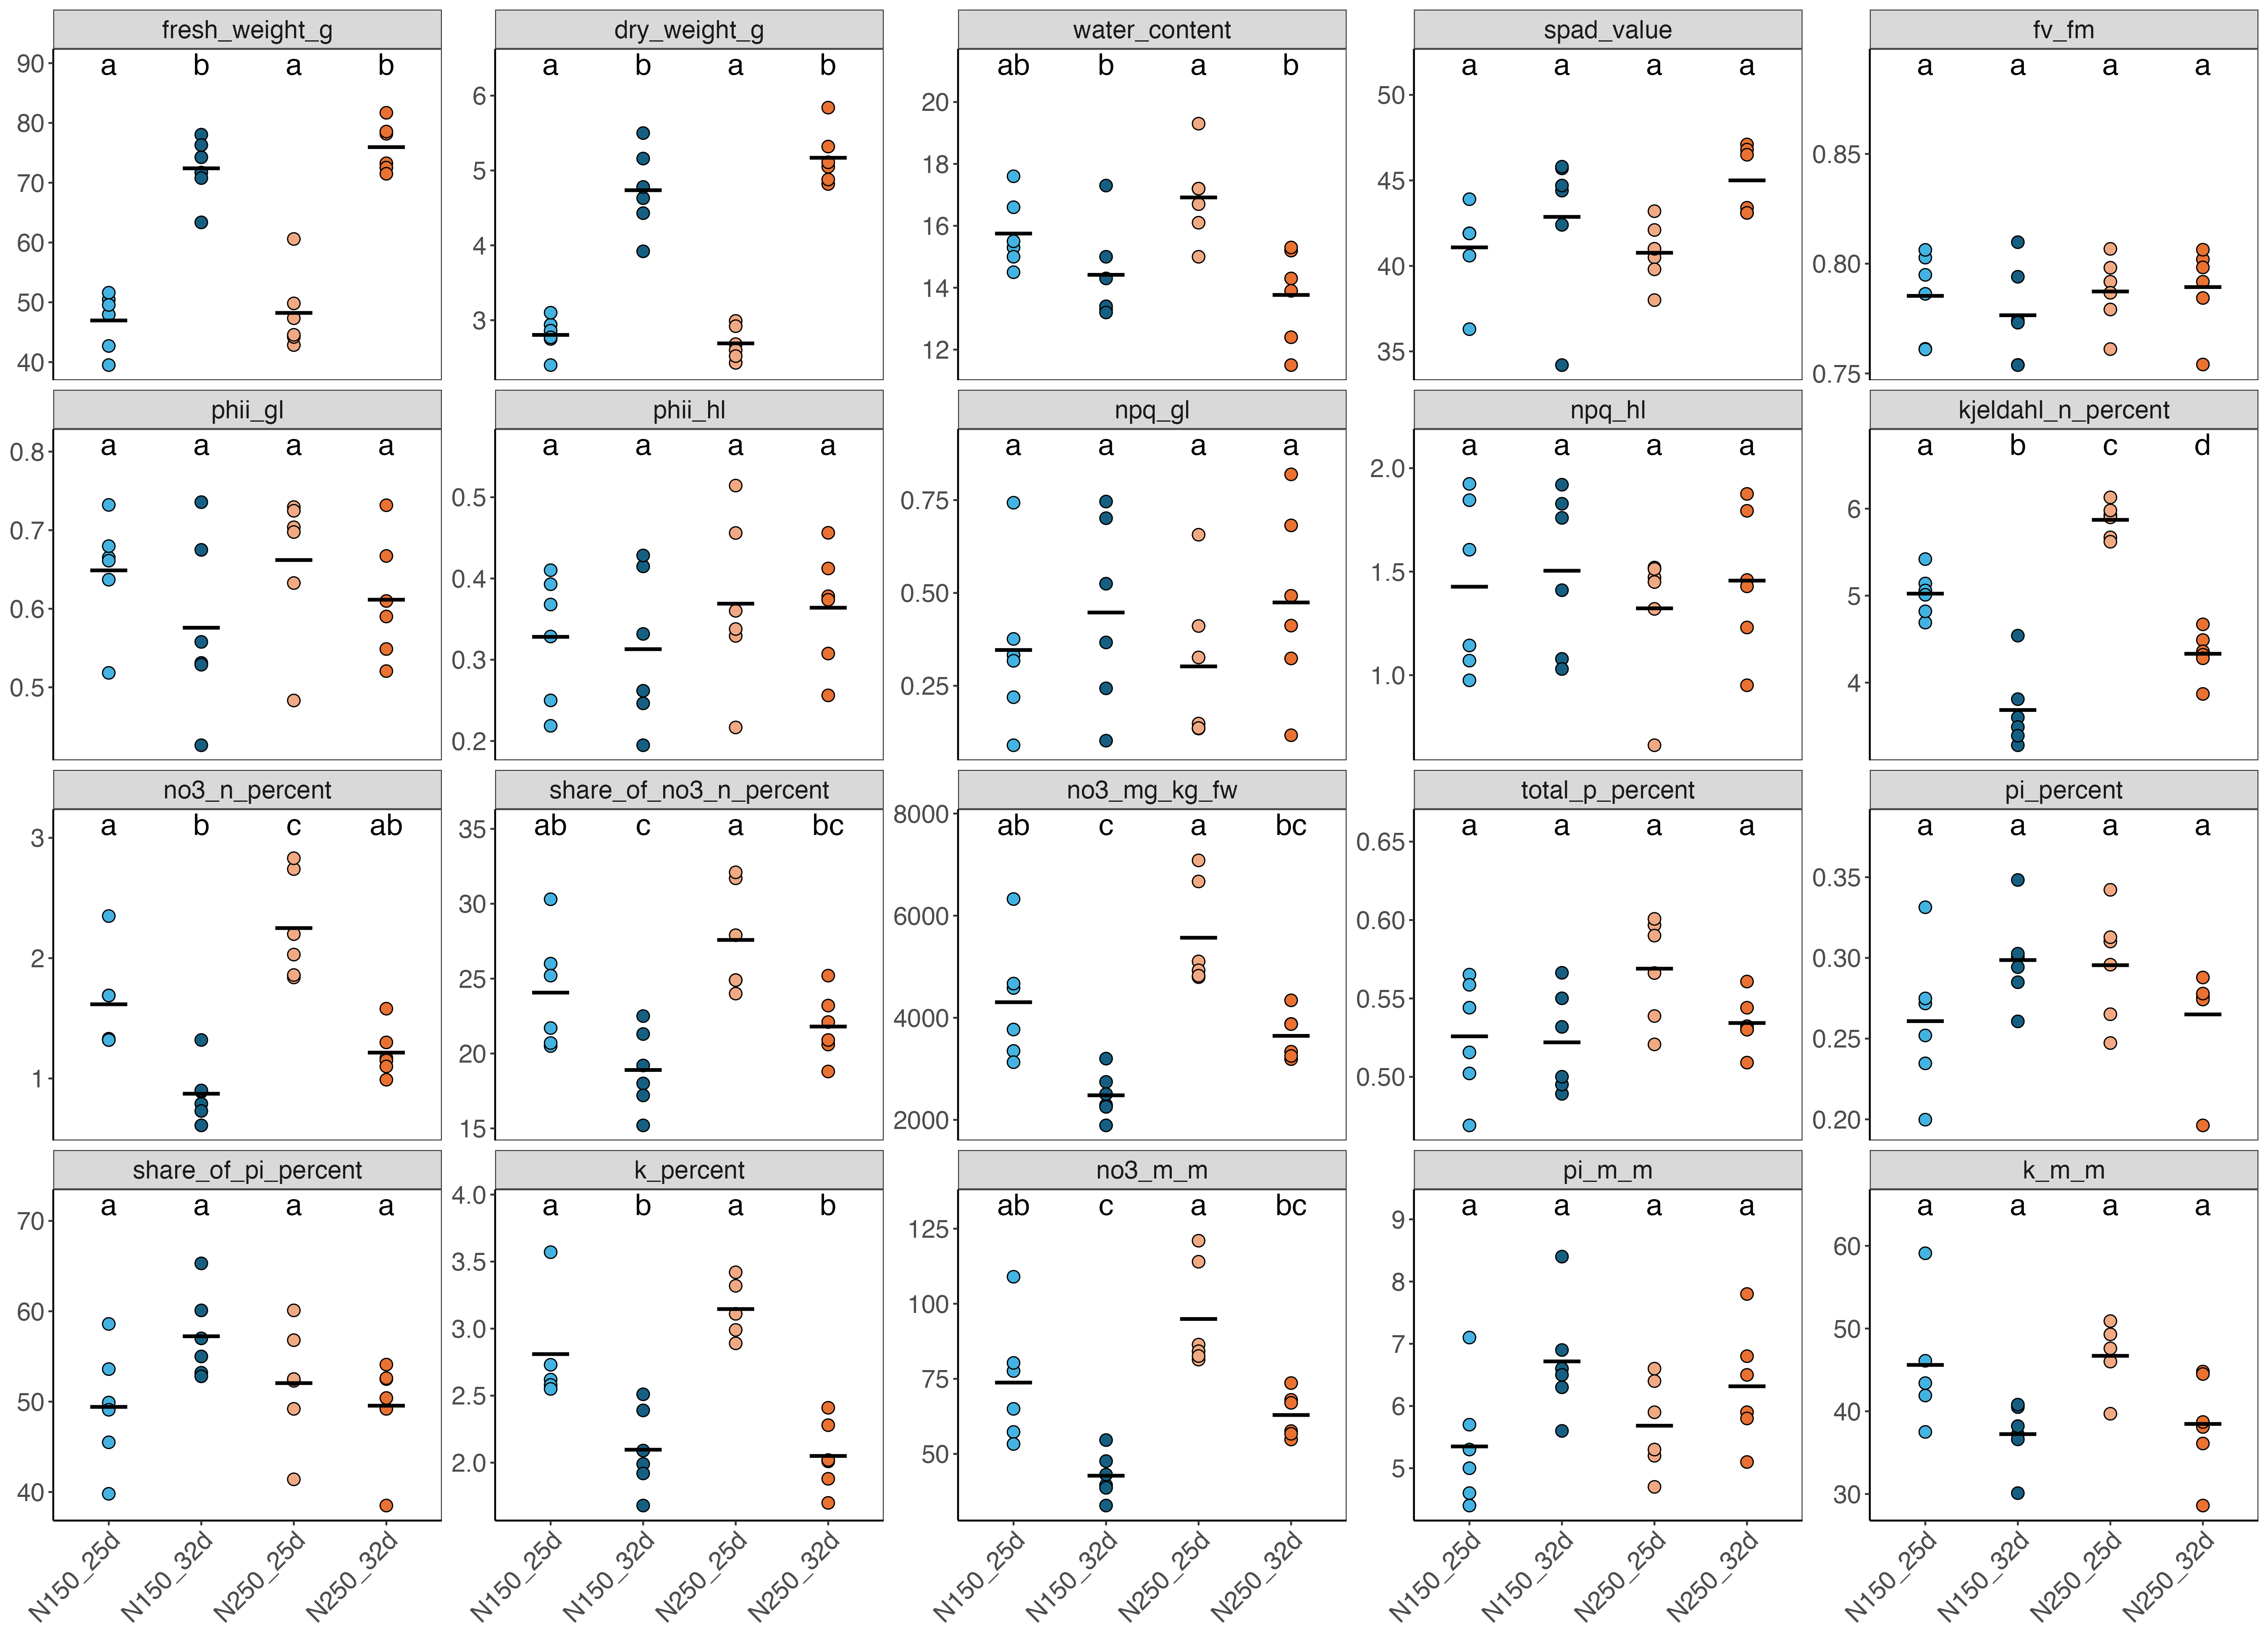 fresh_weight_g dry_weight_g water_content spad_value fv_fm
a b a b a b a b ab b a b a a a a a a a a
90 80 70 60 50 40
6 5 4 3
20 18 16 14 12
50 45 40 35
0.85 0.80 0.75
phii_gl phii_hl npq_gl npq_hl kjeldahl_n_percent
a a a a a a a a a a a a a a a a a b c d
0.8 0.7 0.6 0.5
0.5 0.4 0.3 0.2
0.75 0.50 0.25
2.0 1.5 1.0
6 5 4
no3_n_percent share_of_no3_n_percent no3_mg_kg_fw total_p_percent pi_percent
a b c ab ab c a bc ab c a bc a a a a a a a a
3 2 1
35 30 25 20 15
8000 6000 4000 2000
0.65 0.60 0.55 0.50
0.35 0.30 0.25 0.20
share_of_pi_percent k_percent no3_m_m pi_m_m k_m_m
a a a a a b a b ab c a bc a a a a a a a a
70 60 50 40
4.0 3.5 3.0 2.5 2.0
125 100 75 50
9 8 7 6 5
60 50 40 30
N150_25d N150_32d N250_25d N250_32d N150_25d N150_32d N250_25d N250_32d N150_25d N150_32d N250_25d N250_32d N150_25d N150_32d N250_25d N250_32d N150_25d N150_32d N250_25d N250_32d